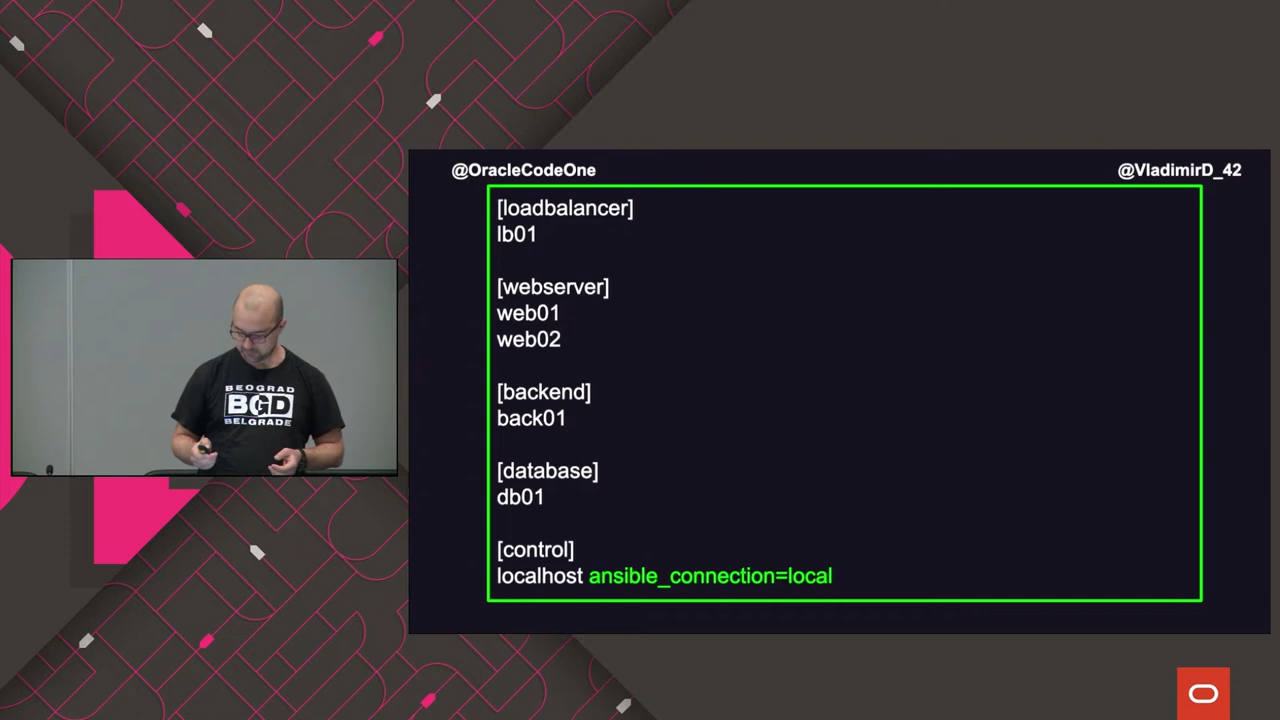 @OracleCodeOne
@VladimirD_42
[loadbalancer]
lb01
[webserver]
web01
web02
[backend]
back01
[database]
db01
[control]
localhost ansible_connection=local
BEOGRAD
BGD
BELGRADE